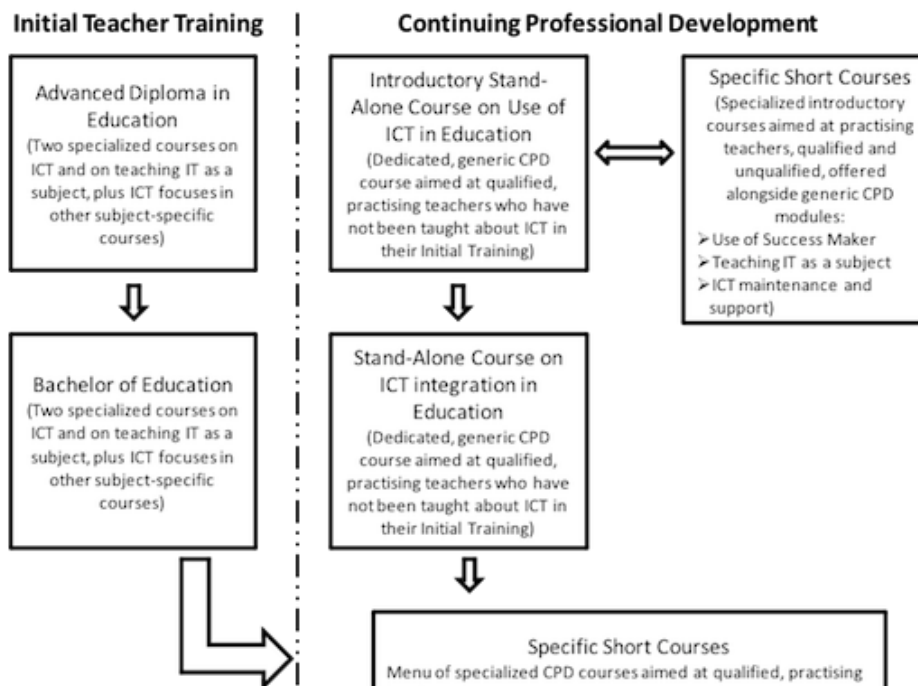 Initial Teacher Training
Continuing Professional Development
Advanced Diploma in
Education
(Two specialized courses on
ICT and on teaching IT as a
subject, plus ICT focuses in
other subject-specific
courses)
Bachelor of Education
(Two specialized courses on
ICT and on teaching IT as a
subject, plus ICT focuses in
other subject-specific
courses)
Introductory Stand-
Alone Course on Use of
ICT in Education
(Dedicated, generic CPD
course aimed at qualified,
practising teachers who have
not been taught about ICT in
their Initial Training)
Specific Short Courses
(Specialized introductory
courses aimed at practising
teachers, qualified and
unqualified, offered
alongside generic CPD
modules:
➢Use of Success Maker
➢Teaching IT as a subject
➢ICT maintenance and
support)
Stand-Alone Course on
ICT integration in
Education
(Dedicated, generic CPD
course aimed at qualified,
practising teachers who have
not been taught about ICT in
their Initial Training)
Specific Short Courses
Menu of specialized CPD courses aimed at qualified, practising